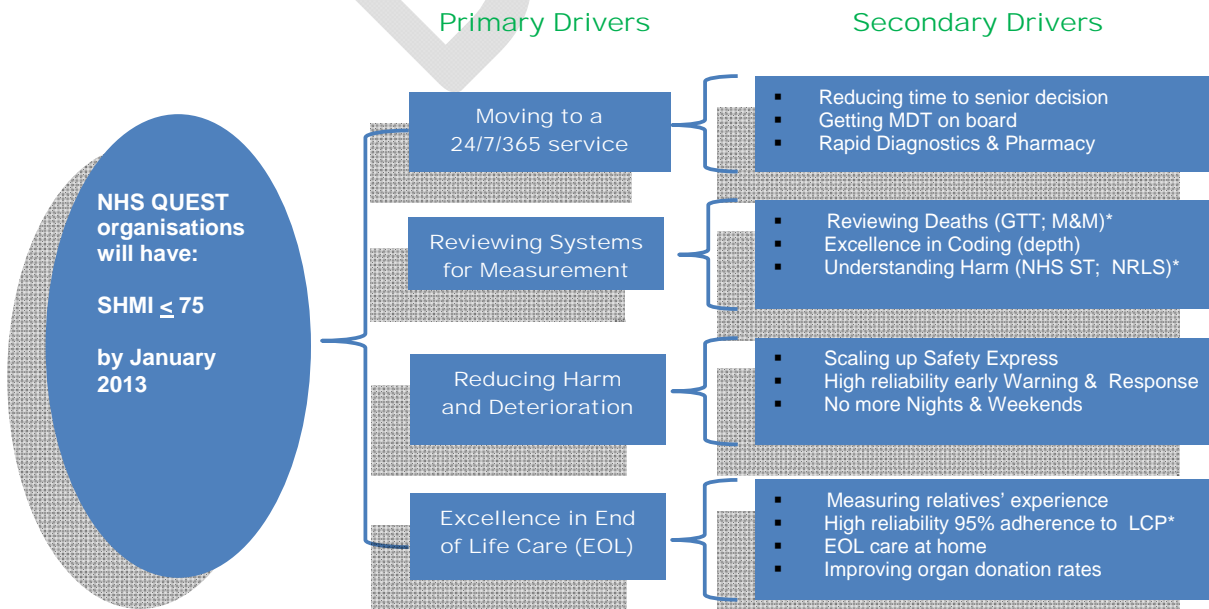 Primary Drivers
Secondary Drivers
NHS QUEST
organisations
will have:
SHMI ≤ 75
by January
2013
Moving to a
24/7/365 service
▪ Reducing time to senior decision
▪ Getting MDT on board
▪ Rapid Diagnostics & Pharmacy
Reviewing Systems
for Measurement
▪ Reviewing Deaths (GTT; M&M)*
▪ Excellence in Coding (depth)
▪ Understanding Harm (NHS ST; NRLS)*
Reducing Harm
and Deterioration
▪ Scaling up Safety Express
▪ High reliability early Warning & Response
▪ No more Nights & Weekends
Excellence in End
of Life Care (EOL)
▪ Measuring relatives’ experience
▪ High reliability 95% adherence to LCP*
▪ EOL care at home
▪ Improving organ donation rates